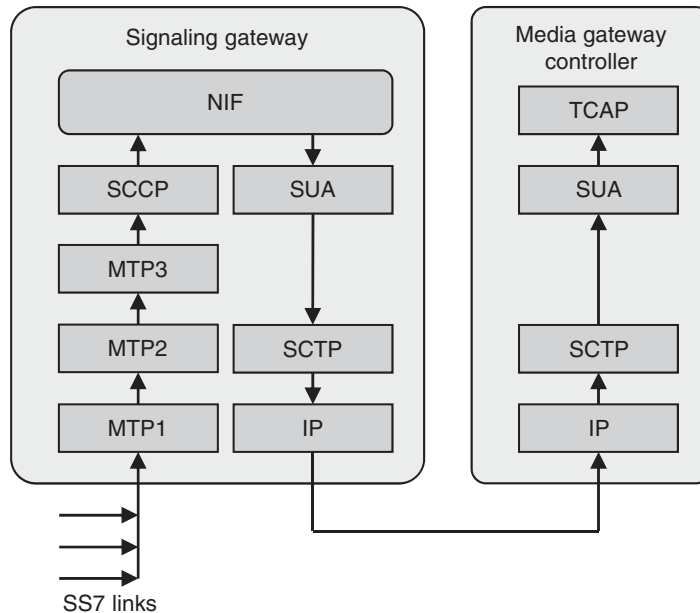 Signaling gateway
NIF
SCCP
SUA
MTP3
MTP2
SCTP
MTP1
IP
SS7 links
Media gateway
controller
TCAP
SUA
SCTP
IP